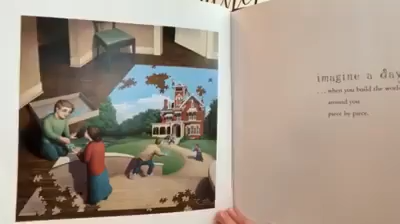 imagine a day
. . . when you build the world
around you
piece by piece.